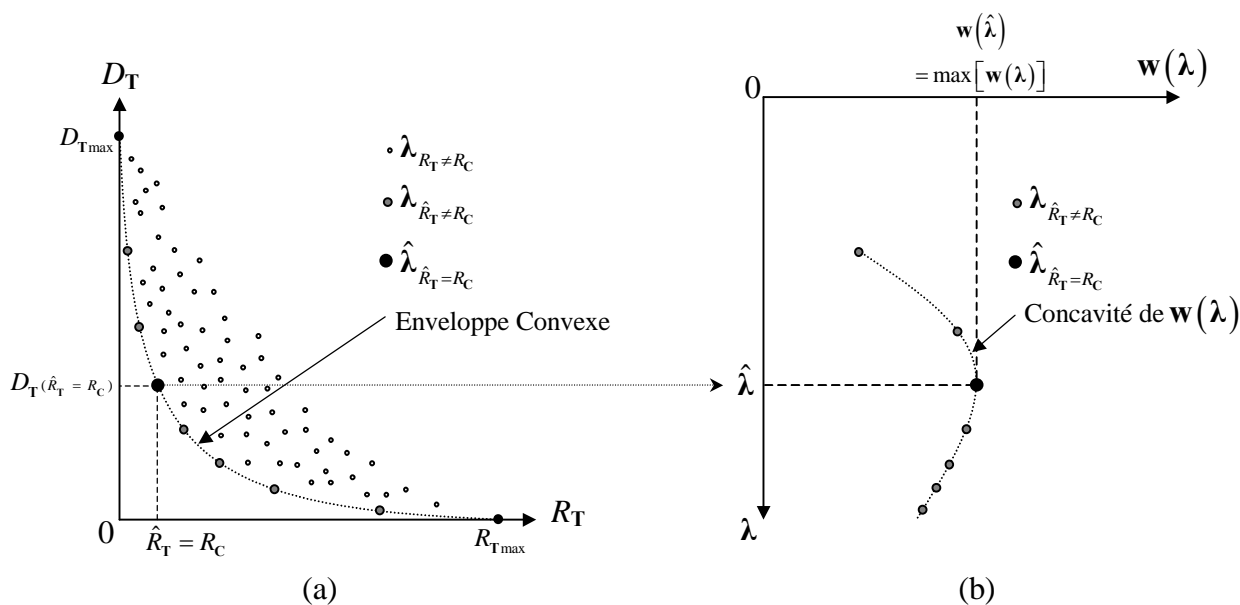 D_T
D_Tmax
λ_{R_T≠R_C}
λ_{R̂_T≠R_C}
λ̂_{R̂_T=R_C}
Enveloppe Convexe
D_T (R̂_T = R_C)
0
R̂_T = R_C
R_Tmax
R_T
(a)
w(λ̂)
= max[w(λ)]
w(λ)
0
λ_{R̂_T≠R_C}
λ̂_{R̂_T=R_C}
Concavité de w(λ)
λ̂
λ
(b)